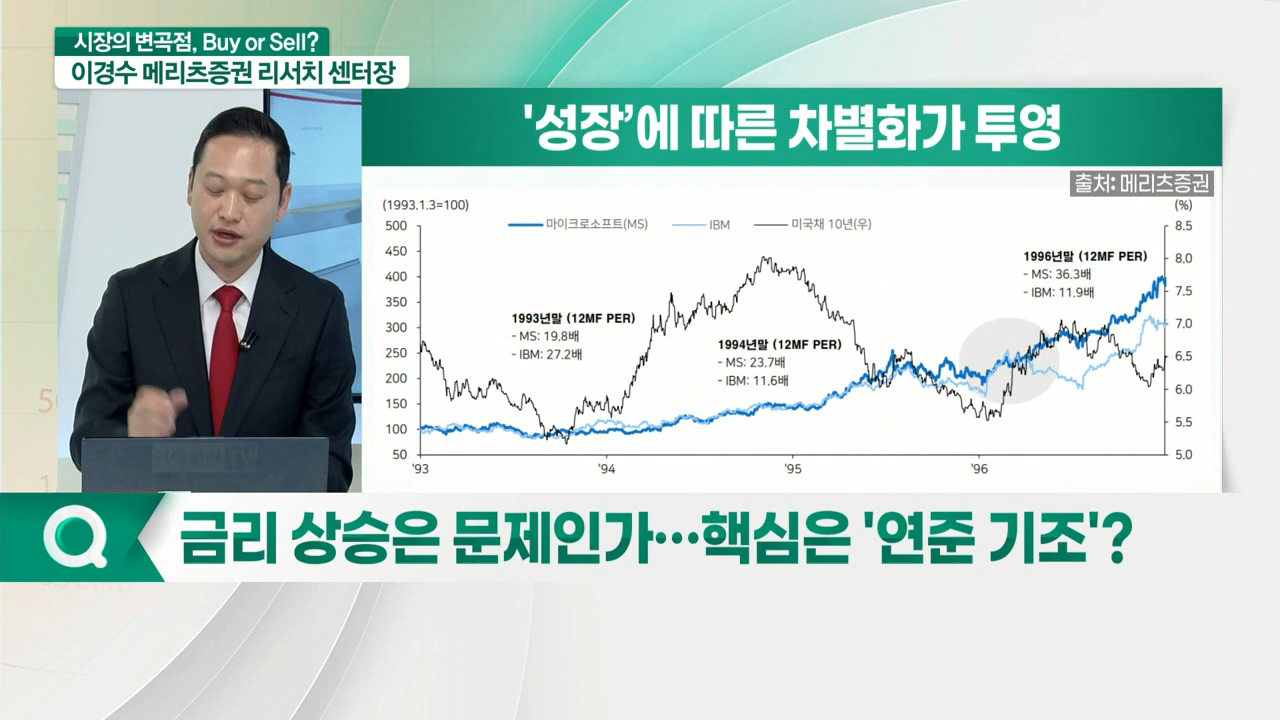 시장의 변곡점, Buy or Sell?
이경수 메리츠증권 리서치 센터장
'성장’에 따른 차별화가 투영
출처: 메리츠증권
(1993.1.3=100)
(%)
마이크로소프트(MS)
IBM
미국채 10년(우)
500
450
400
350
300
250
200
150
100
50
8.5
8.0
7.5
7.0
6.5
6.0
5.5
5.0
1993년말 (12MF PER)
- MS: 19.8배
- IBM: 27.2배
1994년말 (12MF PER)
- MS: 23.7배
- IBM: 11.6배
1996년말 (12MF PER)
- MS: 36.3배
- IBM: 11.9배
'93
'94
'95
'96
Q
금리 상승은 문제인가…핵심은 '연준 기조'?